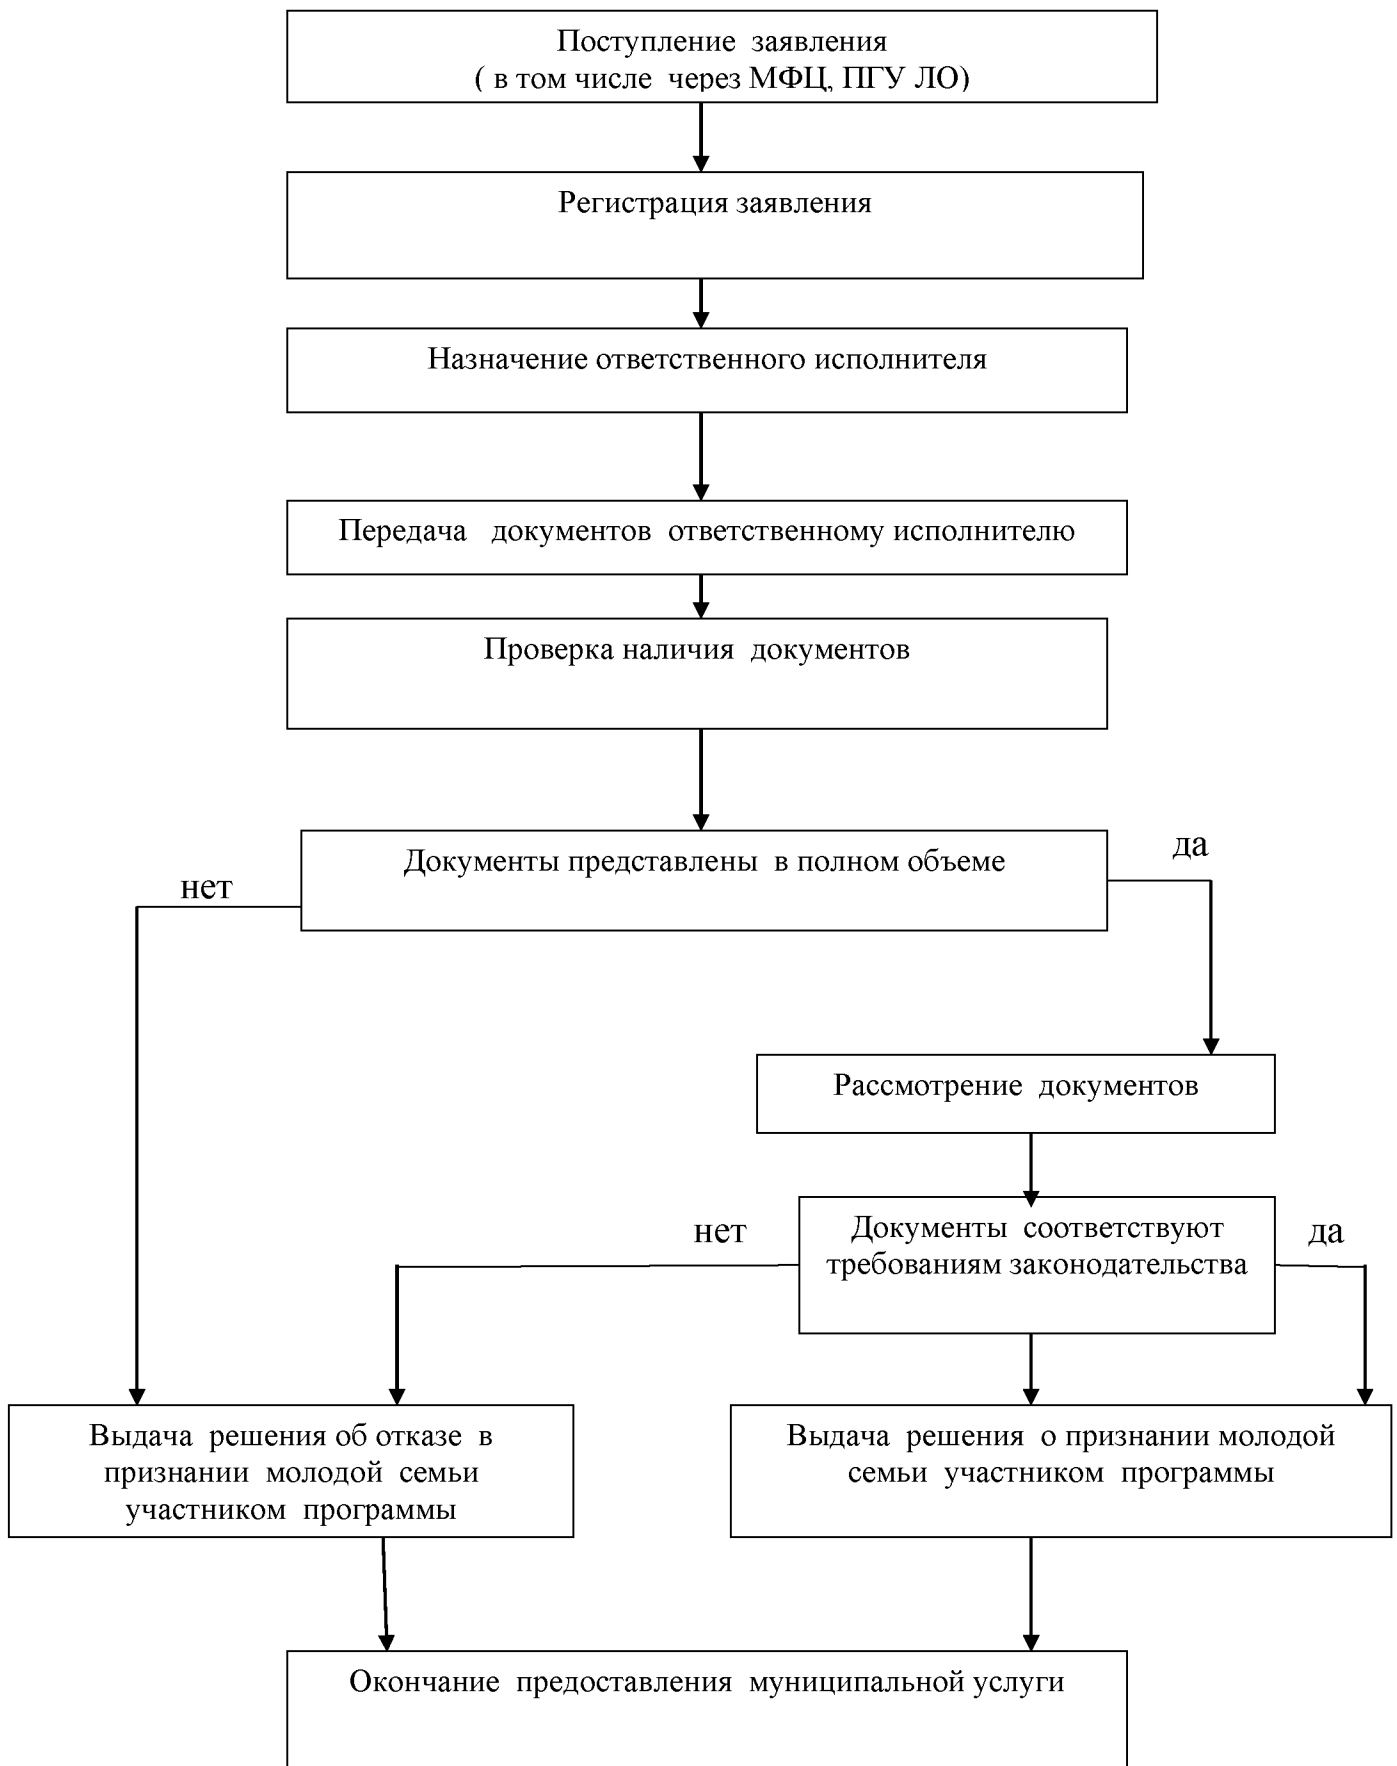 Поступление заявления
( в том числе через МФЦ, ПГУ ЛО)
Регистрация заявления
Назначение ответственного исполнителя
Передача документов ответственному исполнителю
Проверка наличия документов
Документы представлены в полном объеме
да
нет
Рассмотрение документов
нет
Документы соответствуют
требованиям законодательства
да
Выдача решения об отказе в
признании молодой семьи
участником программы
Выдача решения о признании молодой
семьи участником программы
Окончание предоставления муниципальной услуги